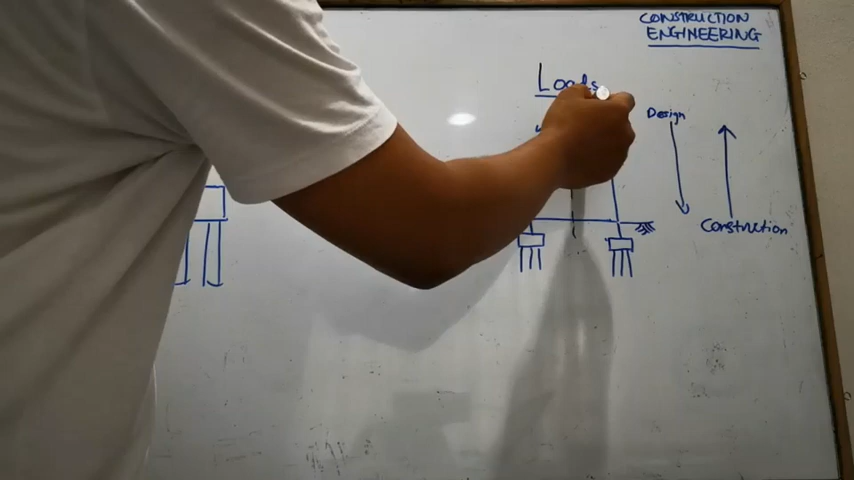 CONSTRUCTION
ENGINEERING
Loads
Design
Construction